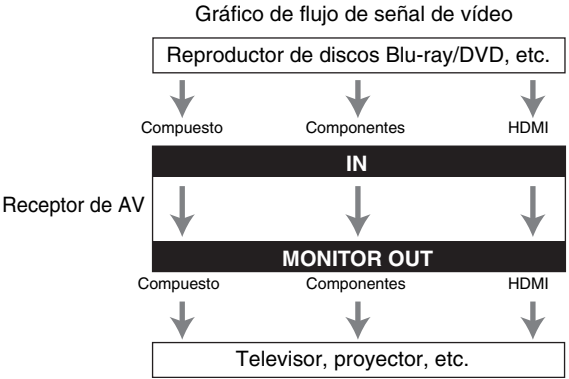 Gráfico de flujo de señal de vídeo
Reproductor de discos Blu-ray/DVD, etc.
Compuesto Componentes HDMI
IN
Receptor de AV
MONITOR OUT
Compuesto Componentes HDMI
Televisor, proyector, etc.